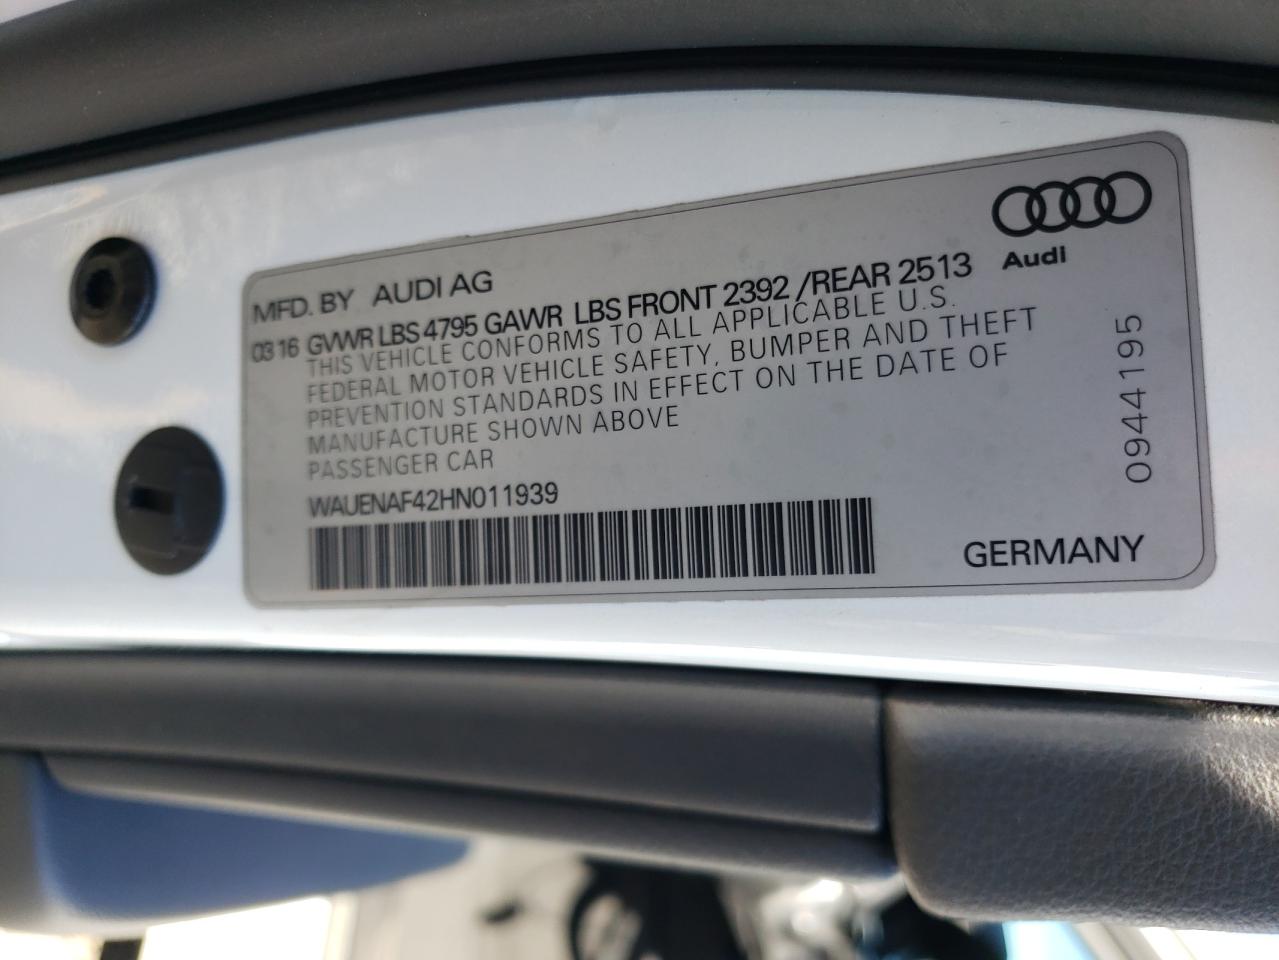 MFD. BY AUDI AG
03 16 GVWR LBS 4795 GAWR LBS FRONT 2392 /REAR 2513
THIS VEHICLE CONFORMS TO ALL APPLICABLE U.S.
FEDERAL MOTOR VEHICLE SAFETY, BUMPER AND THEFT
PREVENTION STANDARDS IN EFFECT ON THE DATE OF
MANUFACTURE SHOWN ABOVE
PASSENGER CAR
WAUENAF42HN011939
Audi
0944195
GERMANY